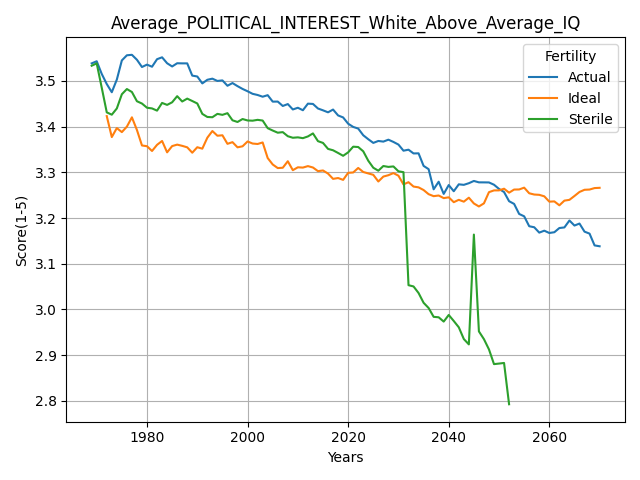 Average_POLITICAL_INTEREST_White_Above_Average_IQ
Fertility
Actual
Ideal
Sterile
Score(1-5)
3.5
3.4
3.3
3.2
3.1
3.0
2.9
2.8
1980
2000
2020
2040
2060
Years